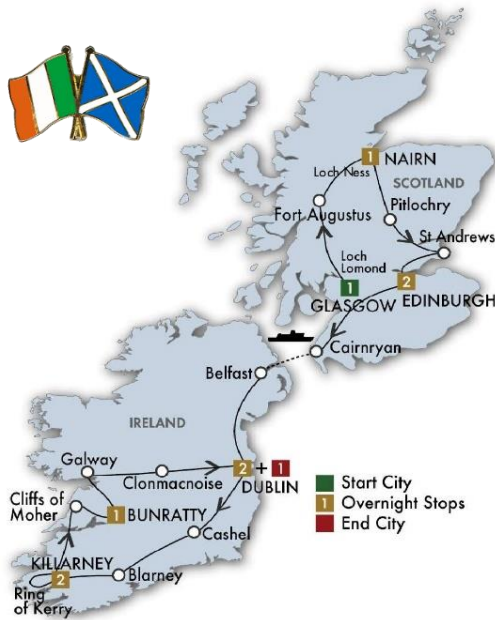 1 NAIRN
Loch Ness
SCOTLAND
Pitlochry
Fort Augustus
St Andrews
Loch
Lomond
1
2
GLASGOW
EDINBURGH
Cairnryan
Belfast
IRELAND
Galway
Clonmacnoise
2 + 1
DUBLIN
Cliffs of
Moher
1 BUNRATTY
Cashel
KILLARNEY
2
Blarney
Ring
of Kerry
1 Start City
1 Overnight Stops
1 End City